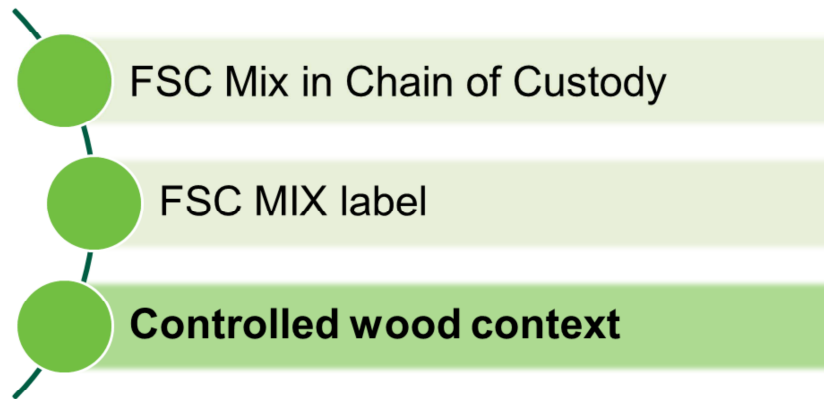 FSC Mix in Chain of Custody
FSC MIX label
Controlled wood context